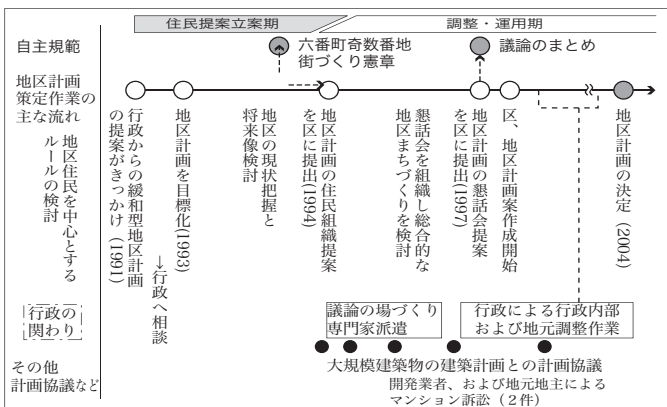 住民提案立案期
調整・運用期
自主規範
六番町奇数番地
街づくり憲章
議論のまとめ
地区計画
策定作業の
主な流れ
地区住民を中心とする
ルールの検討
行政からの緩和型地区計画
の提案がきっかけ(1991)
地区計画を目標化(1993)
→行政へ相談
地区の現状把握と
将来像検討
地区計画の住民組織提案
を区に提出(1994)
懇話会を組織し総合的な
地区まちづくりを検討
地区計画の懇話会提案
を区に提出(1997)
区、地区計画案作成開始
地区計画の決定(2004)
行政の
関わり
議論の場づくり
専門家派遣
行政による行政内部
および地元調整作業
その他
計画協議など
大規模建築物の建築計画との計画協議
開発業者、および地元地主による
マンション訴訟(2件)